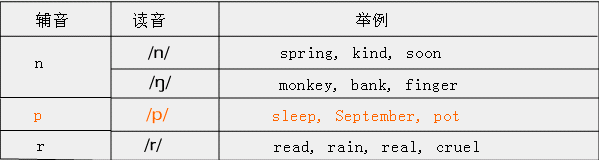 辅音 读音 举例
n /n/ spring, kind, soon
/ŋ/ monkey, bank, finger
p /p/ sleep, September, pot
r /r/ read, rain, real, cruel